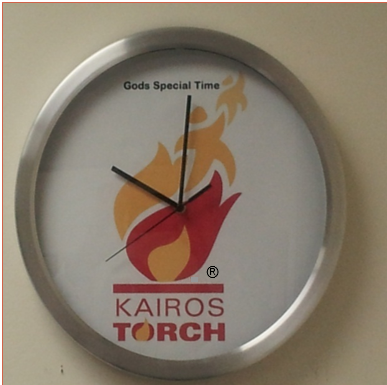 Gods Special Time
®
KAIROS
TORCH